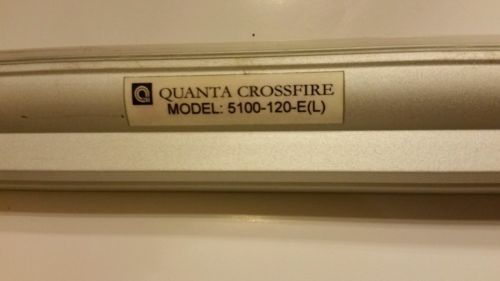 QUANTA CROSSFIRE
MODEL: 5100-120-E(L)